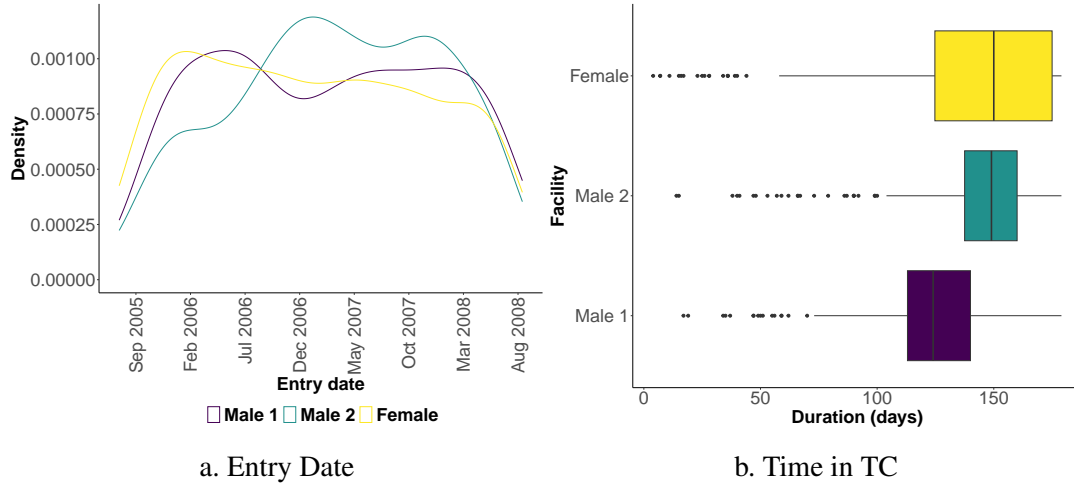 Density
0.00100
0.00075
0.00050
0.00025
0.00000
Sep 2005
Feb 2006
Jul 2006
Dec 2006
May 2007
Oct 2007
Mar 2008
Aug 2008
Entry date
Male 1 Male 2 Female
a. Entry Date
Facility
Female
Male 2
Male 1
0 50 100 150
Duration (days)
b. Time in TC